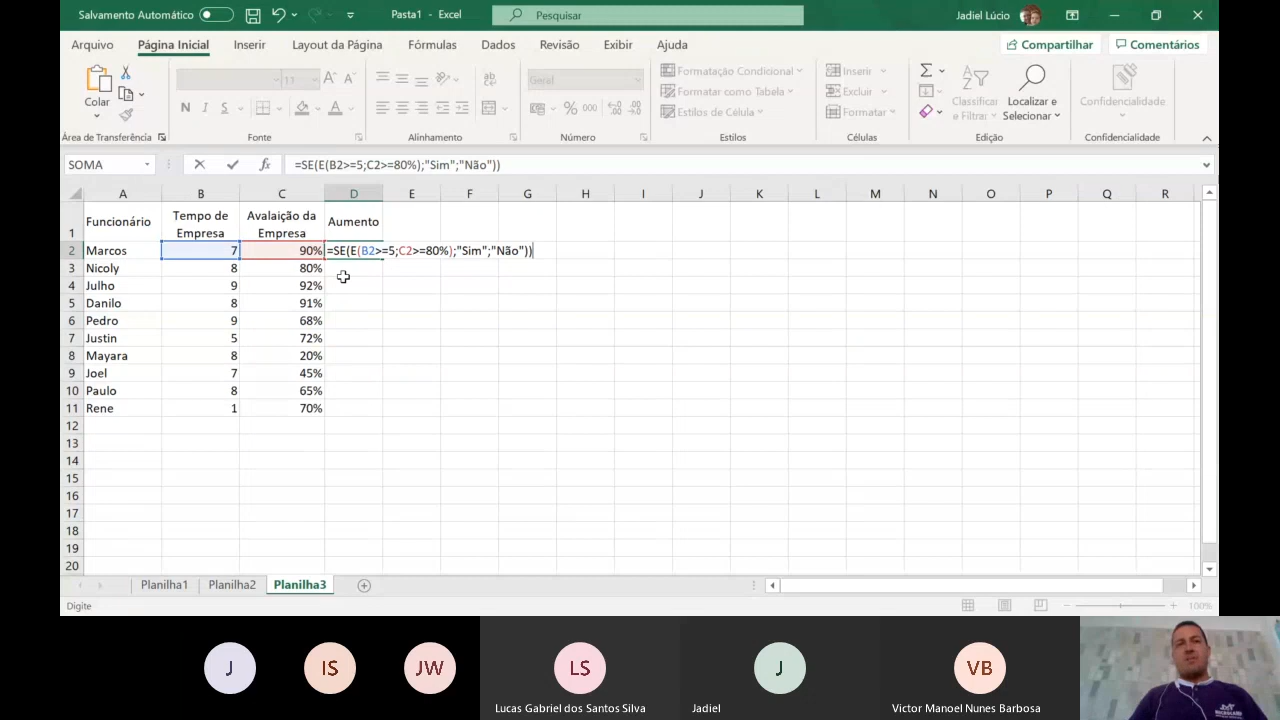 Salvamento Automático
Pasta1 - Excel
Pesquisar
Jadiel Lúcio
Arquivo
Página Inicial
Inserir
Layout da Página
Fórmulas
Dados
Revisão
Exibir
Ajuda
Compartilhar
Comentários
Colar
Área de Transferência
13
N I S
Fonte
Alinhamento
Geral
% 000
Número
Formatação Condicional
Formatar como Tabela
Estilos de Célula
Estilos
Inserir
Excluir
Formatar
Células
Classificar
e Filtrar
Localizar e
Selecionar
Edição
Confidencialidade
Confidencialidade
SOMA
fx
=SE(E(B2>=5;C2>=80%);"Sim";"Não"))
A B C D E F G H I J K L M N O P Q R
1 Funcionário Tempo de Empresa Avalaição da Empresa Aumento
2 Marcos 7 90% =SE(E(B2>=5;C2>=80%);"Sim";"Não"))
3 Nicoly 8 80%
4 Julho 9 92%
5 Danilo 8 91%
6 Pedro 9 68%
7 Justin 5 72%
8 Mayara 8 20%
9 Joel 7 45%
10 Paulo 8 65%
11 Rene 1 70%
12
13
14
15
16
17
18
19
20
Planilha1
Planilha2
Planilha3
Digite
100%
J
IS
JW
LS
J
VB
Lucas Gabriel dos Santos Silva
Jadiel
Victor Manoel Nunes Barbosa